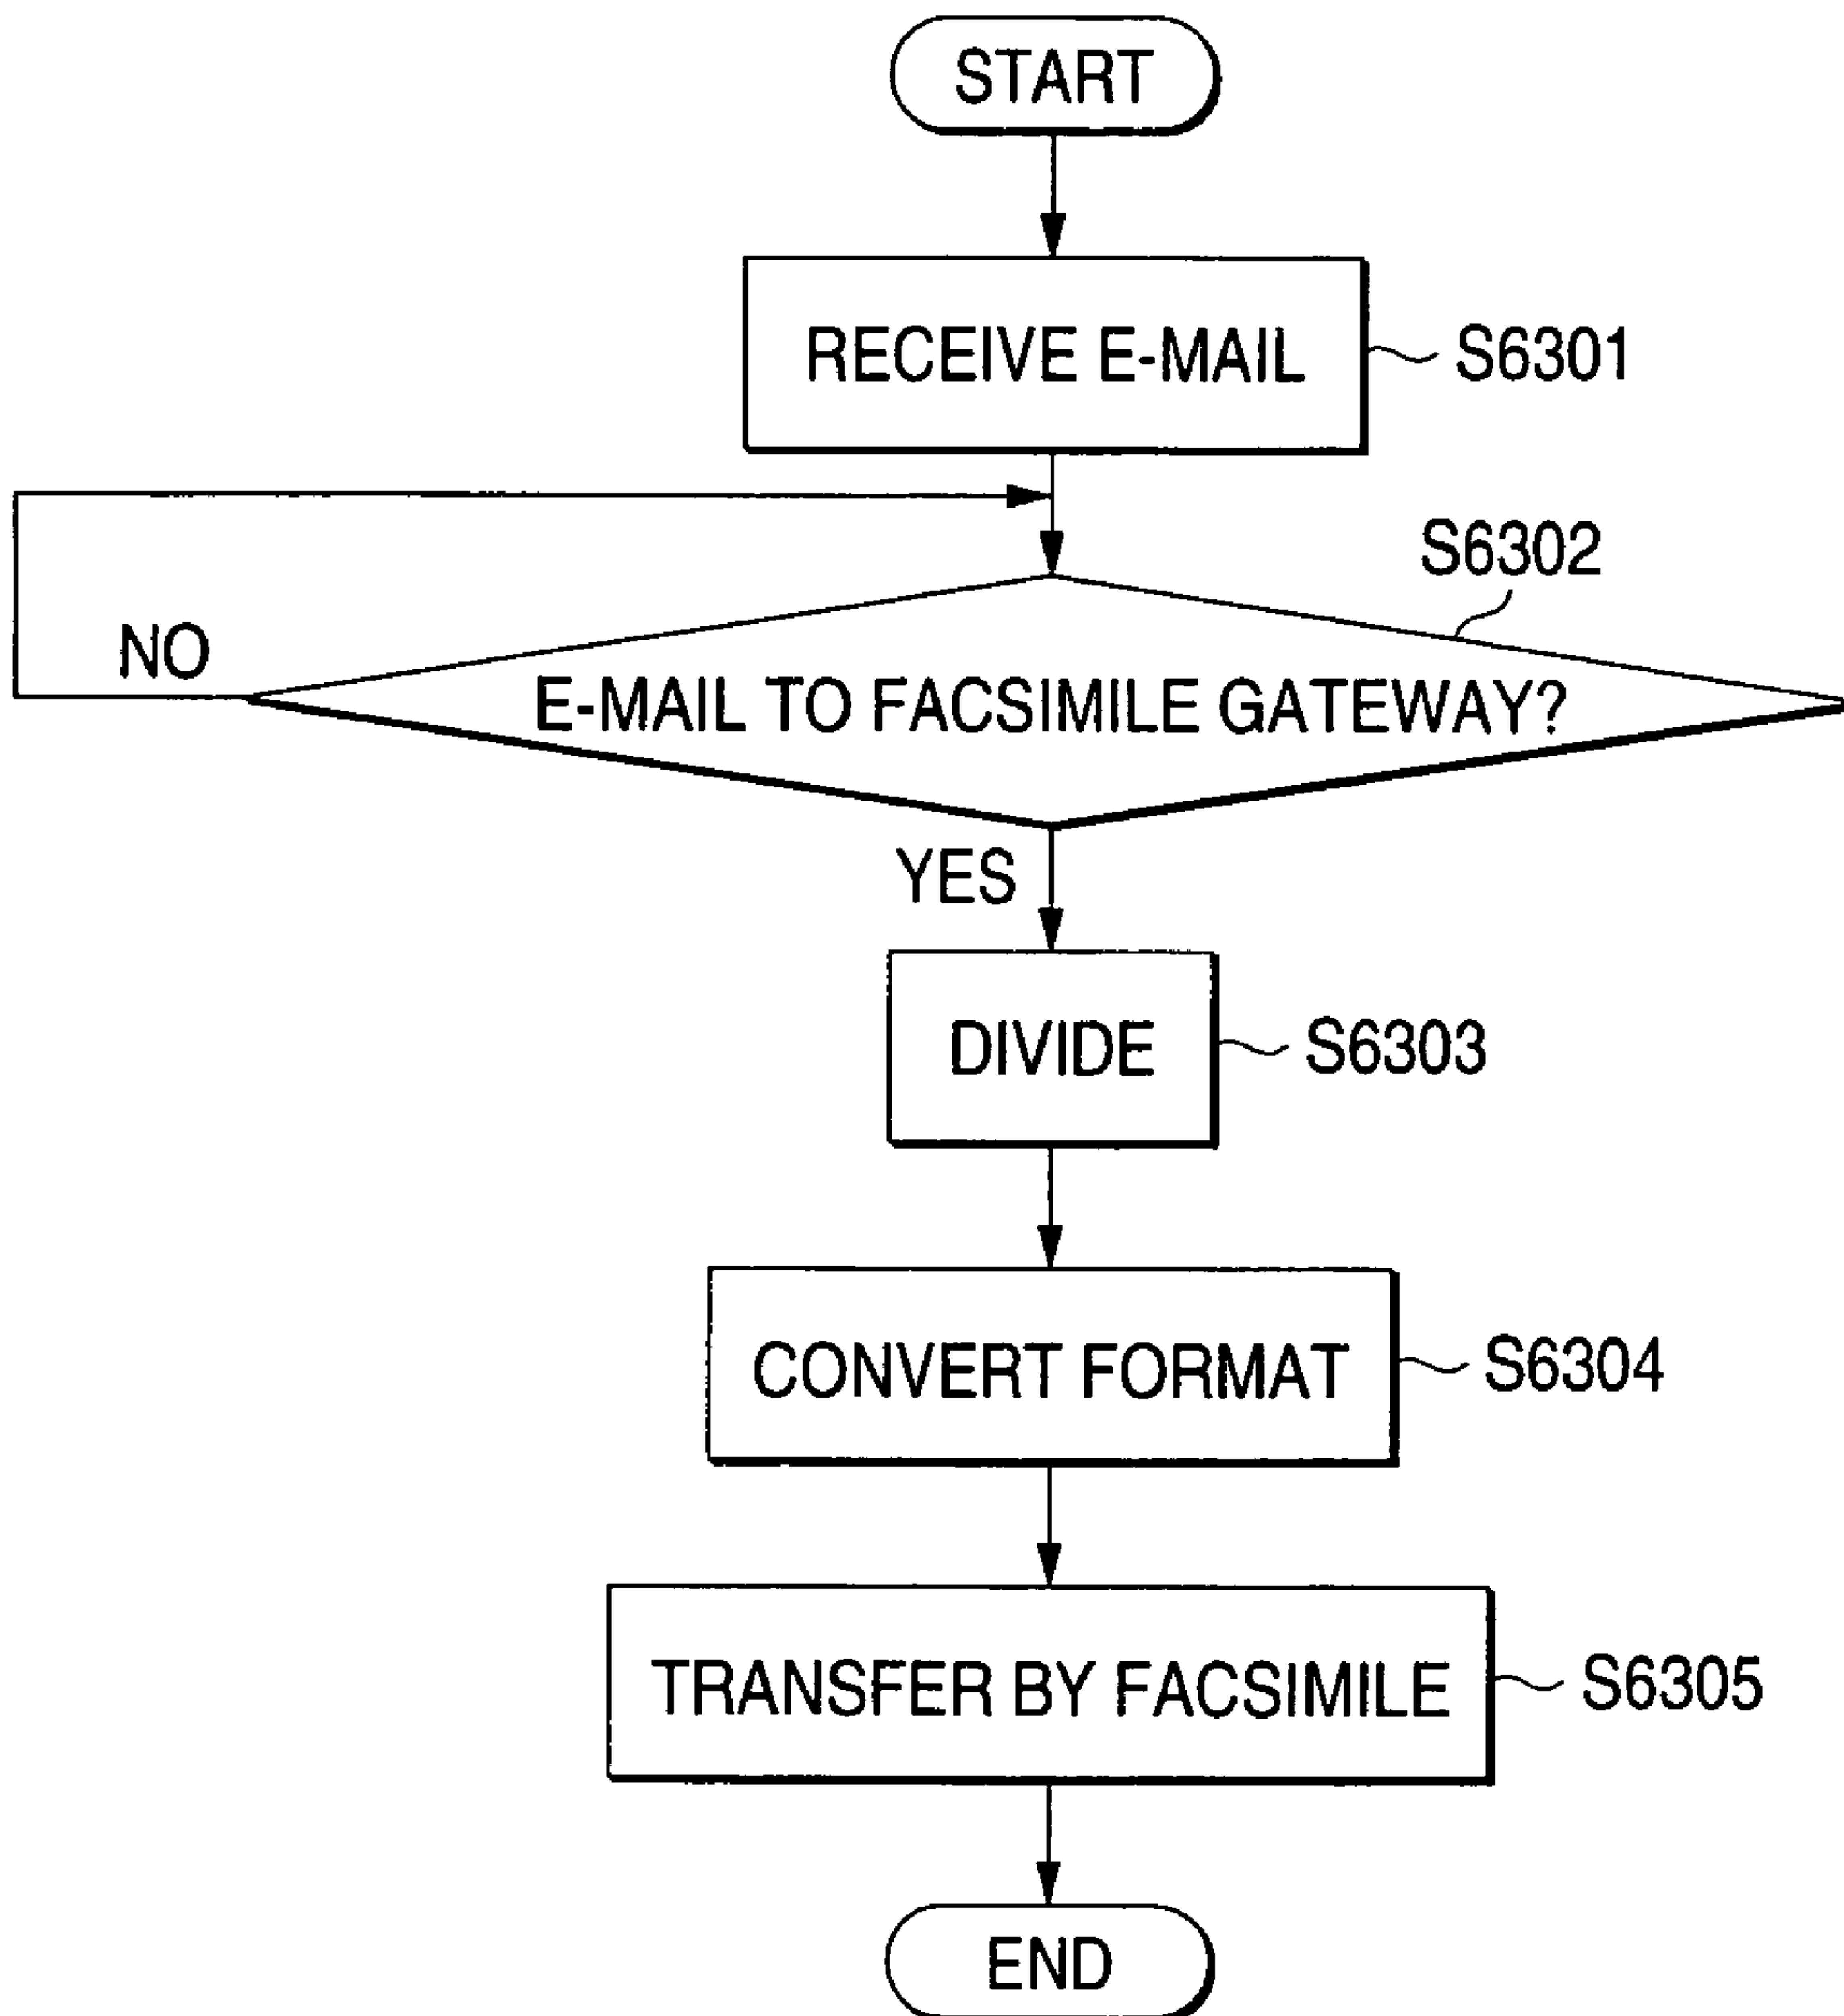 START
RECEIVE E-MAIL
S6301
S6302
NO
E-MAIL TO FACSIMILE GATEWAY?
YES
DIVIDE
S6303
CONVERT FORMAT
S6304
TRANSFER BY FACSIMILE
S6305
END